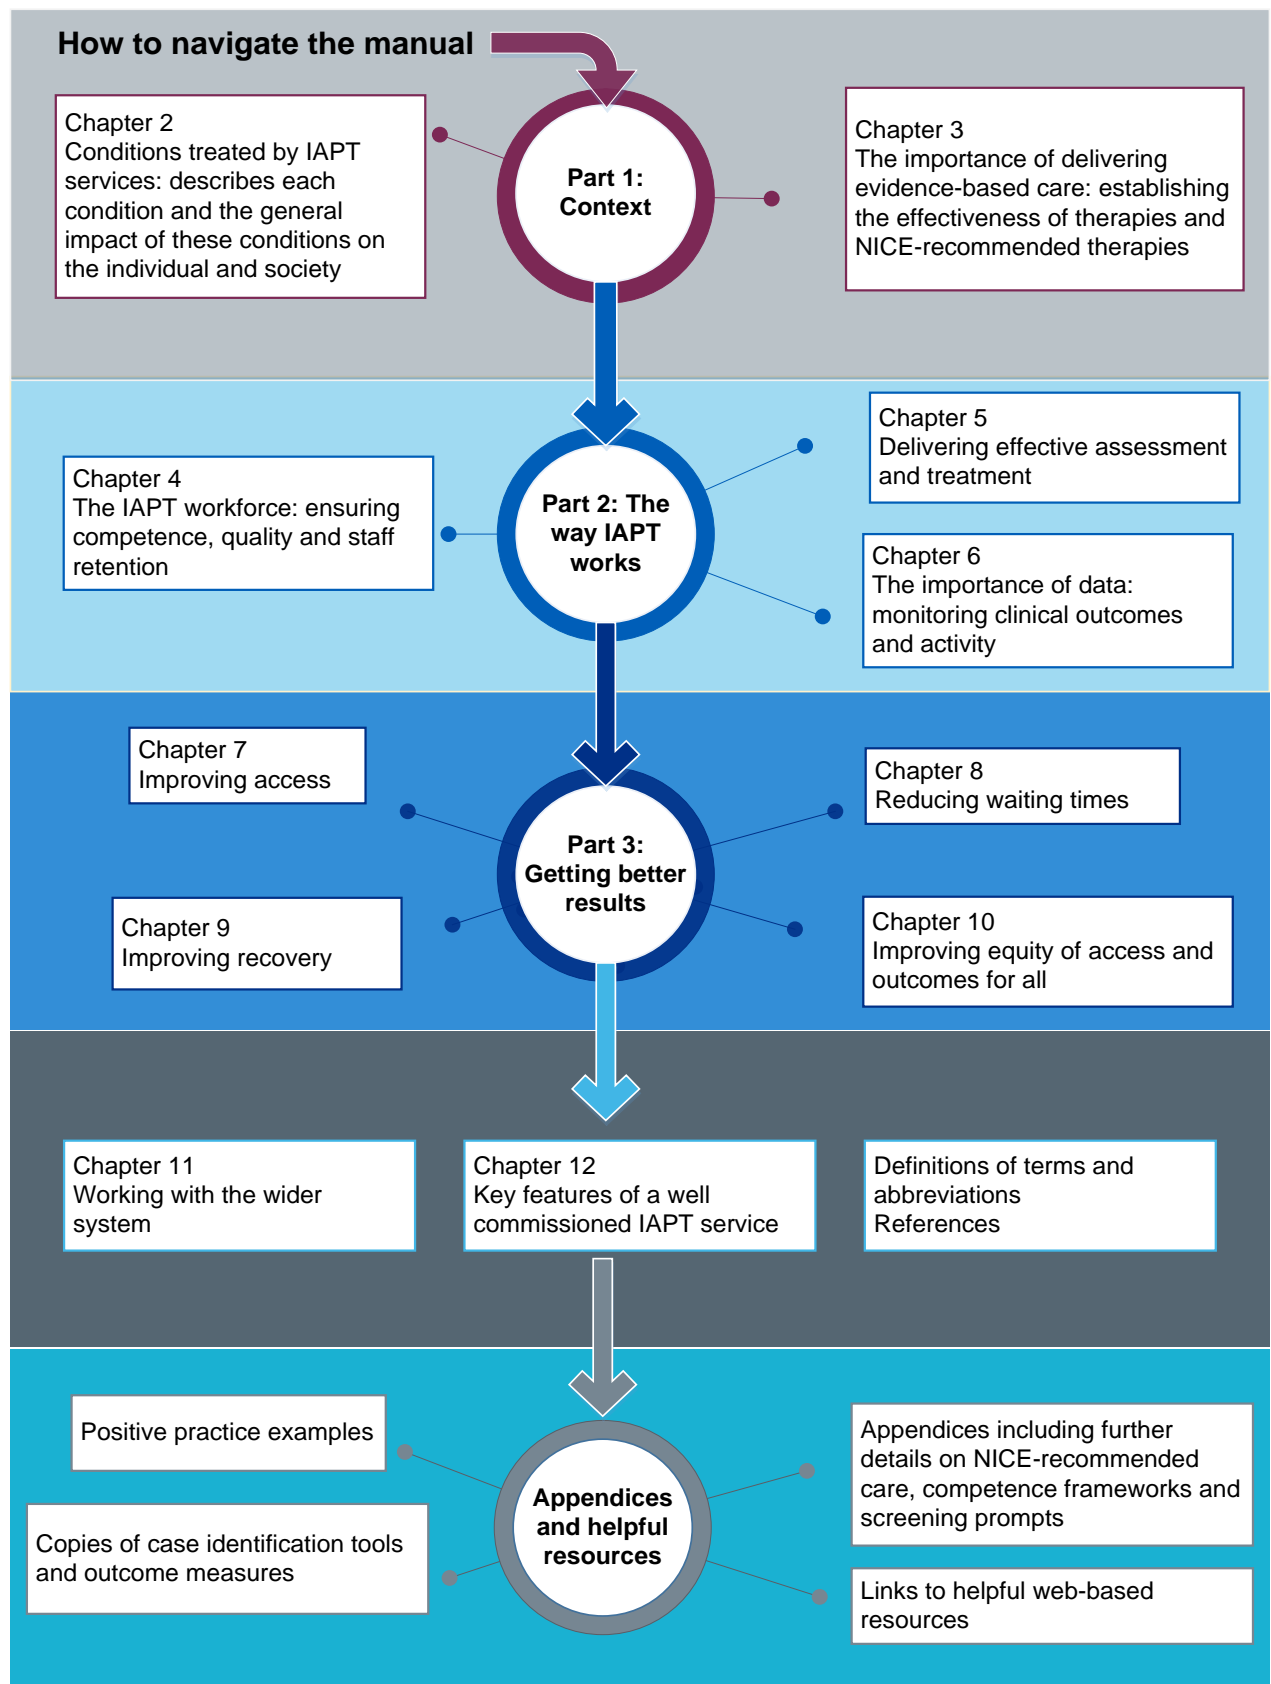 How to navigate the manual
Chapter 2
Conditions treated by IAPT
services: describes each
condition and the general
impact of these conditions on
the individual and society
Part 1:
Context
Chapter 3
The importance of delivering
evidence-based care: establishing
the effectiveness of therapies and
NICE-recommended therapies
Chapter 4
The IAPT workforce: ensuring
competence, quality and staff
retention
Part 2: The
way IAPT
works
Chapter 5
Delivering effective assessment
and treatment
Chapter 6
The importance of data:
monitoring clinical outcomes
and activity
Chapter 7
Improving access
Part 3:
Getting better
results
Chapter 8
Reducing waiting times
Chapter 9
Improving recovery
Chapter 10
Improving equity of access and
outcomes for all
Chapter 11
Working with the wider
system
Chapter 12
Key features of a well
commissioned IAPT service
Definitions of terms and
abbreviations
References
Positive practice examples
Copies of case identification tools
and outcome measures
Appendices
and helpful
resources
Appendices including further
details on NICE-recommended
care, competence frameworks and
screening prompts
Links to helpful web-based
resources